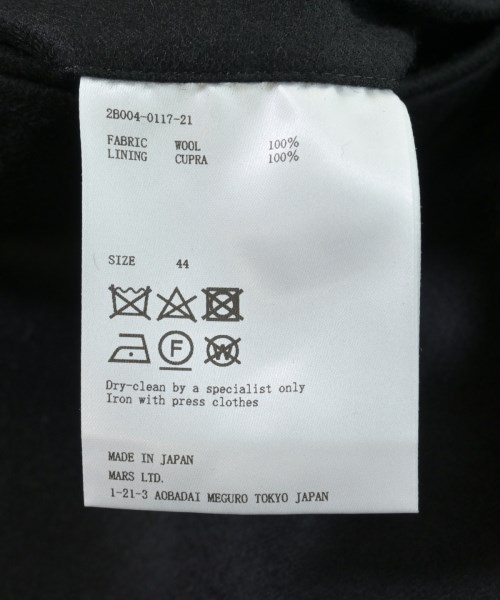 2B004-0117-21
FABRIC WOOL 100%
LINING CUPRA 100%
SIZE 44
F W
Dry-clean by a specialist only
Iron with press clothes
MADE IN JAPAN
MARS LTD.
1-21-3 AOBADAI MEGURO TOKYO JAPAN